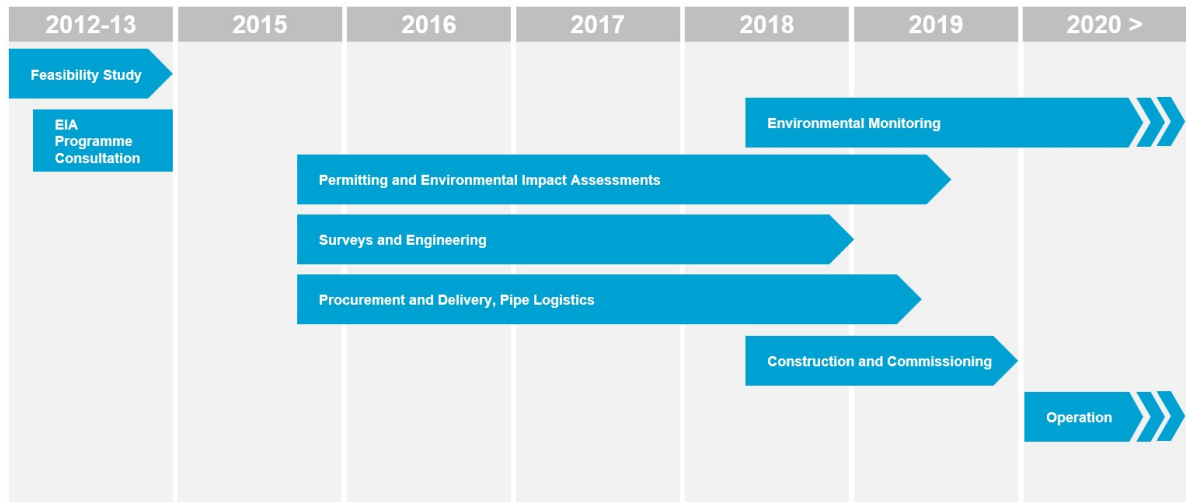 2012-13 2015 2016 2017 2018 2019 2020 >
Feasibility Study
EIA
Programme
Consultation
Environmental Monitoring
Permitting and Environmental Impact Assessments
Surveys and Engineering
Procurement and Delivery, Pipe Logistics
Construction and Commissioning
Operation